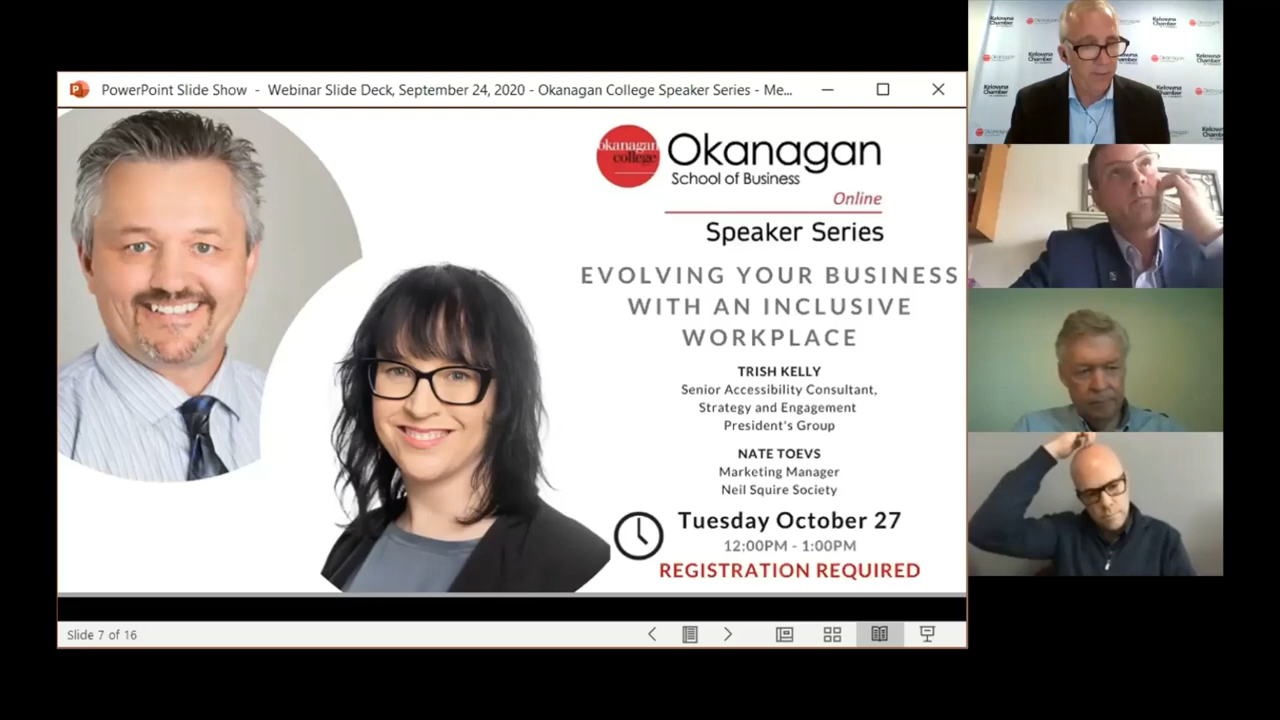 PowerPoint Slide Show - Webinar Slide Deck, September 24, 2020 - Okanagan College Speaker Series - Me...
okanagan
college
Okanagan
School of Business
Online
Speaker Series
EVOLVING YOUR BUSINESS
WITH AN INCLUSIVE
WORKPLACE
TRISH KELLY
Senior Accessibility Consultant,
Strategy and Engagement
President's Group
NATE TOEVS
Marketing Manager
Neil Squire Society
Tuesday October 27
12:00PM - 1:00PM
REGISTRATION REQUIRED
Slide 7 of 16
Kelowna
Chamber
Okanagan